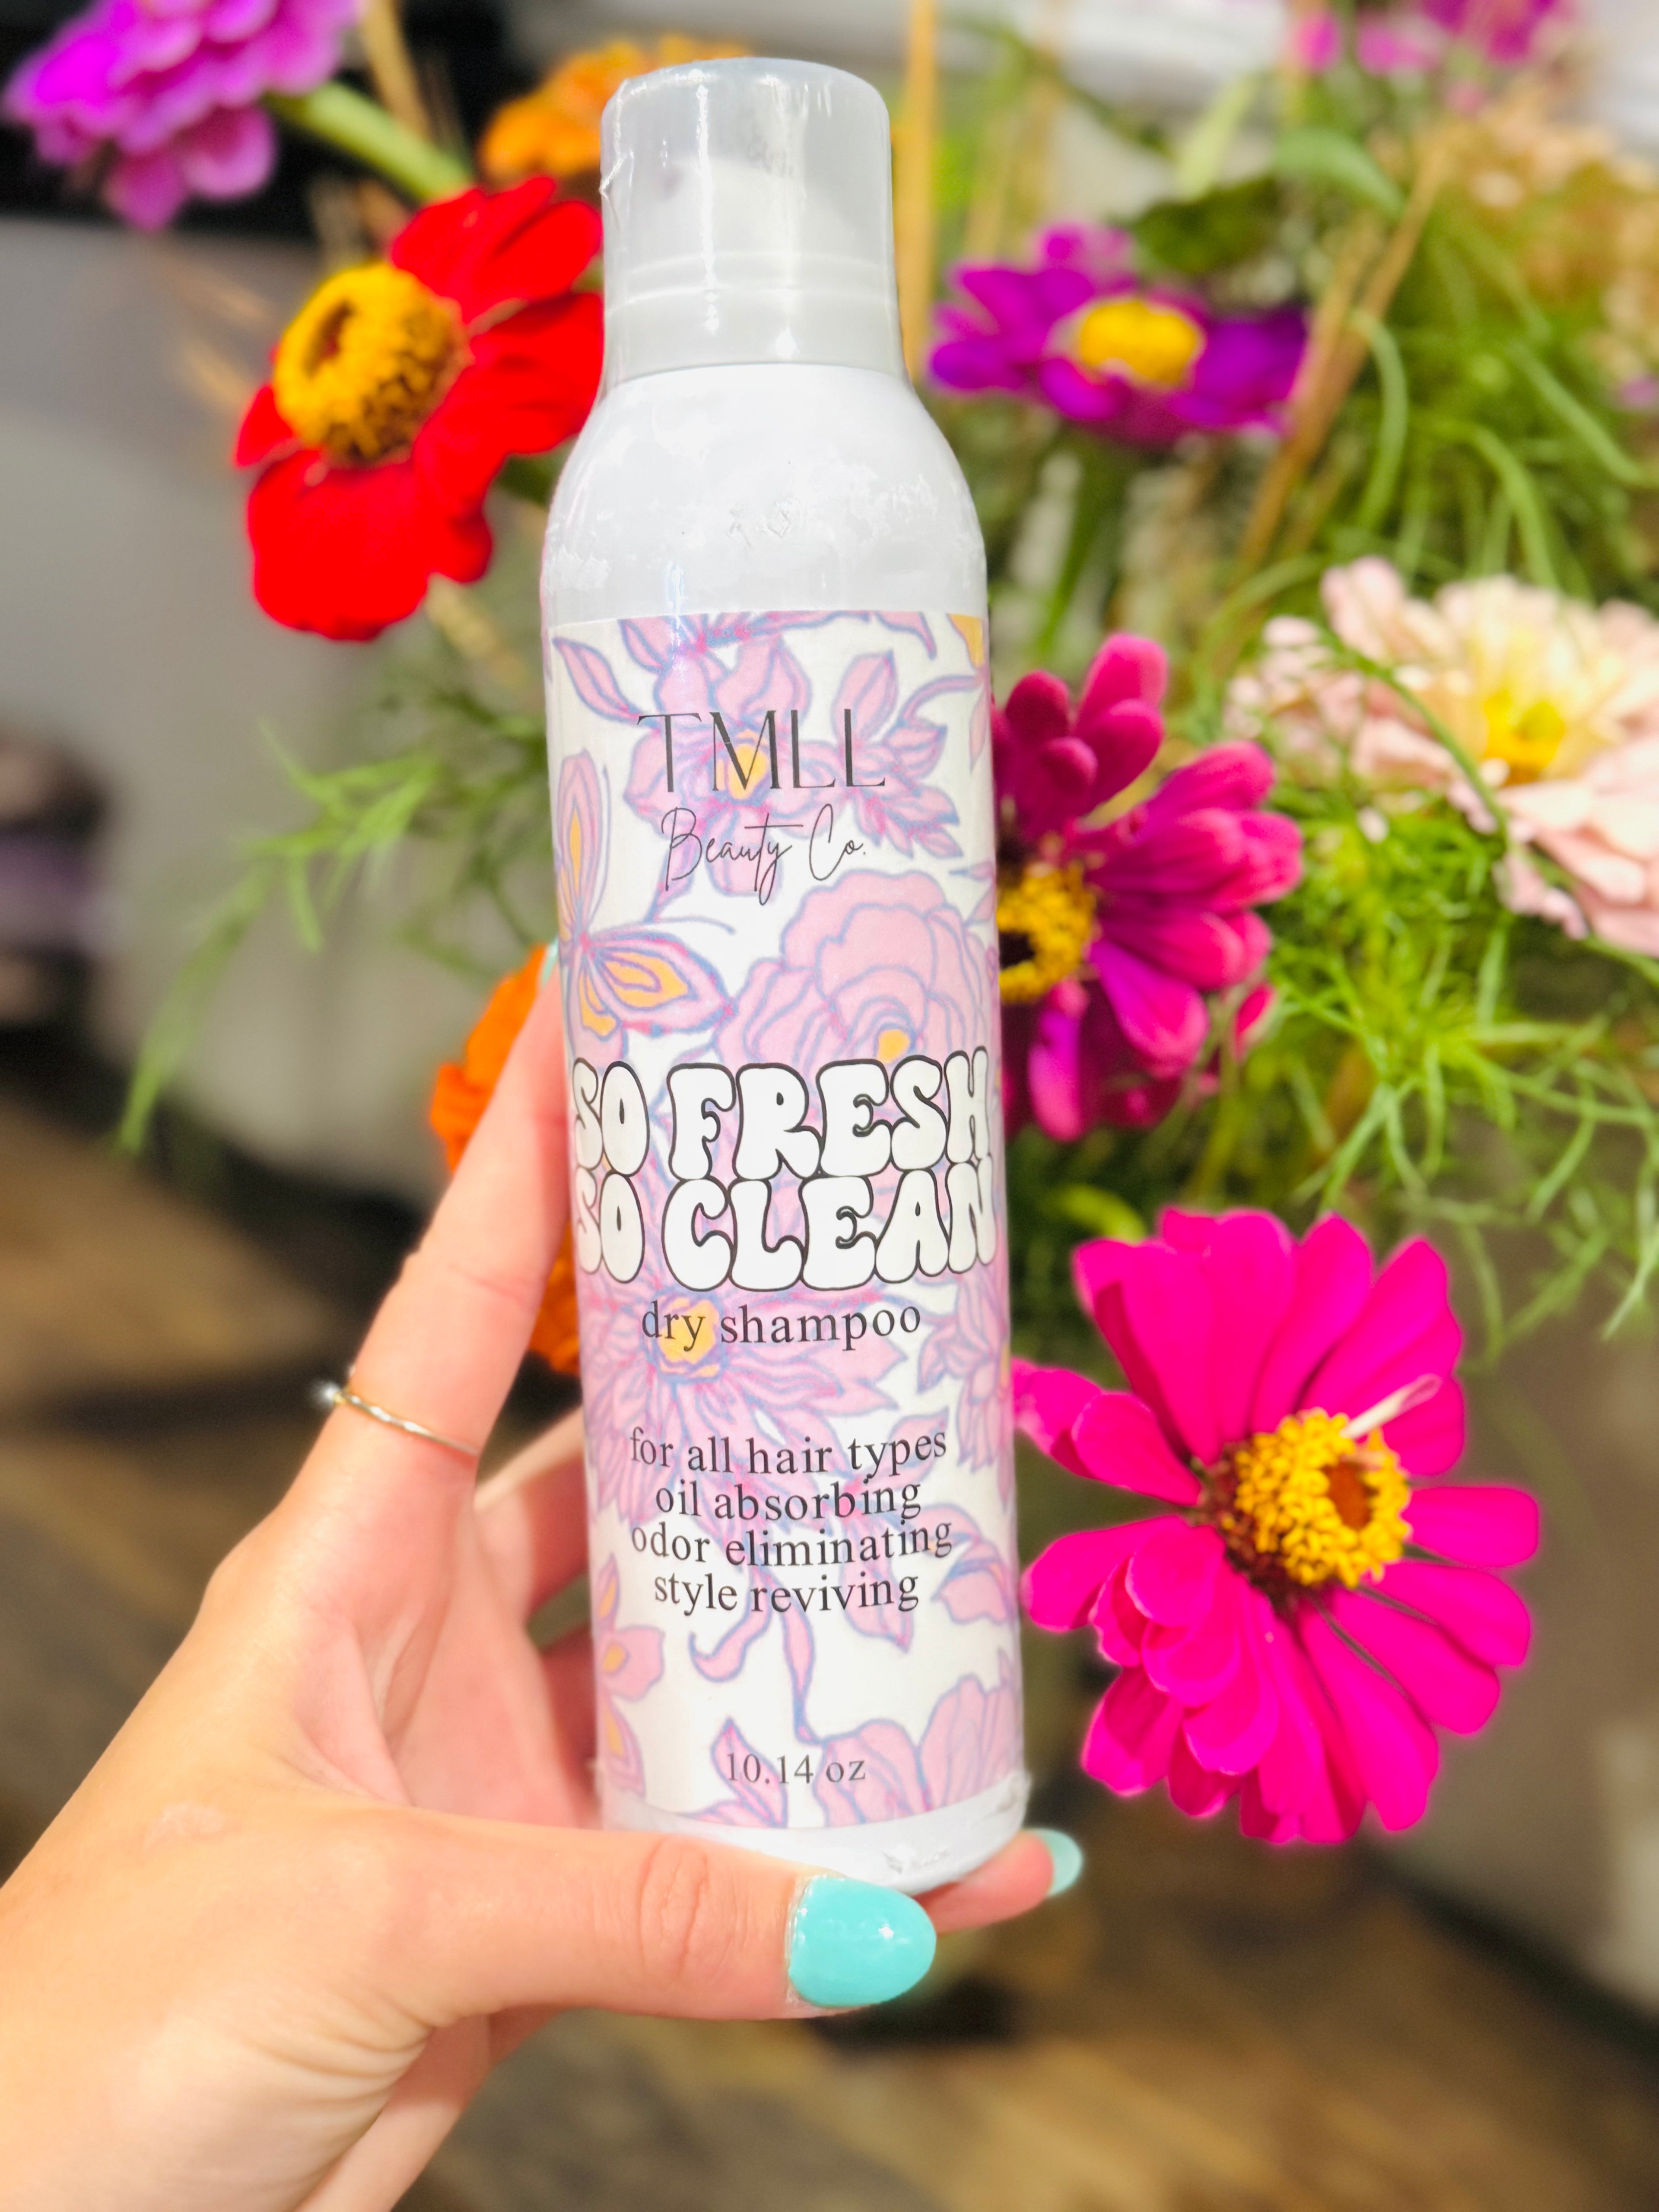 TMLL
Beauty Co.
SO FRESH
SO CLEAN
dry shampoo
for all hair types
oil absorbing
odor eliminating
style reviving
10.14 oz